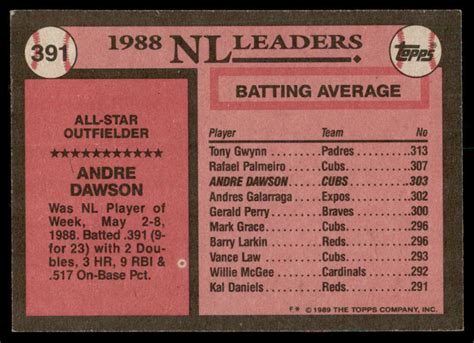 391
1988 NL LEADERS
TOPPS
ALL-STAR
OUTFIELDER
★★★★★★★★★★★
ANDRE
DAWSON
Was NL Player of
Week, May 2-8,
1988. Batted .391 (9-
for 23) with 2 Dou-
bles, 3 HR, 9 RBI &
.517 On-Base Pct.
BATTING AVERAGE
Player Team No
Tony Gwynn Padres .313
Rafael Palmeiro Cubs .307
ANDRE DAWSON CUBS .303
Andres Galarraga Expos .302
Gerald Perry Braves .300
Mark Grace Cubs .296
Barry Larkin Reds .296
Vance Law Cubs .293
Willie McGee Cardinals .292
Kal Daniels Reds .291
F* ©1989 THE TOPPS COMPANY, INC.